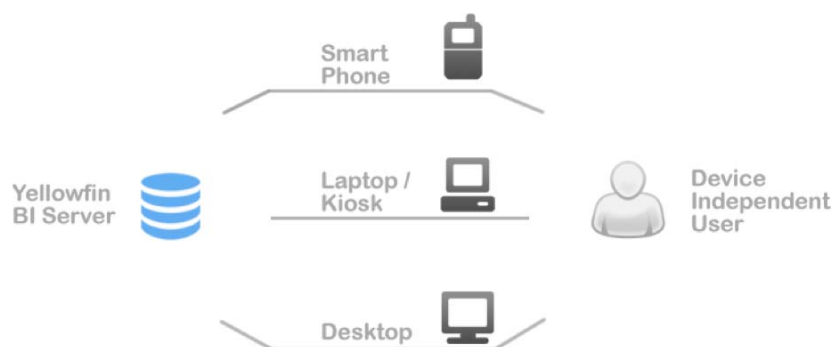 Smart
Phone
Yellowfin
BI Server
Laptop /
Kiosk
Device
Independent
User
Desktop